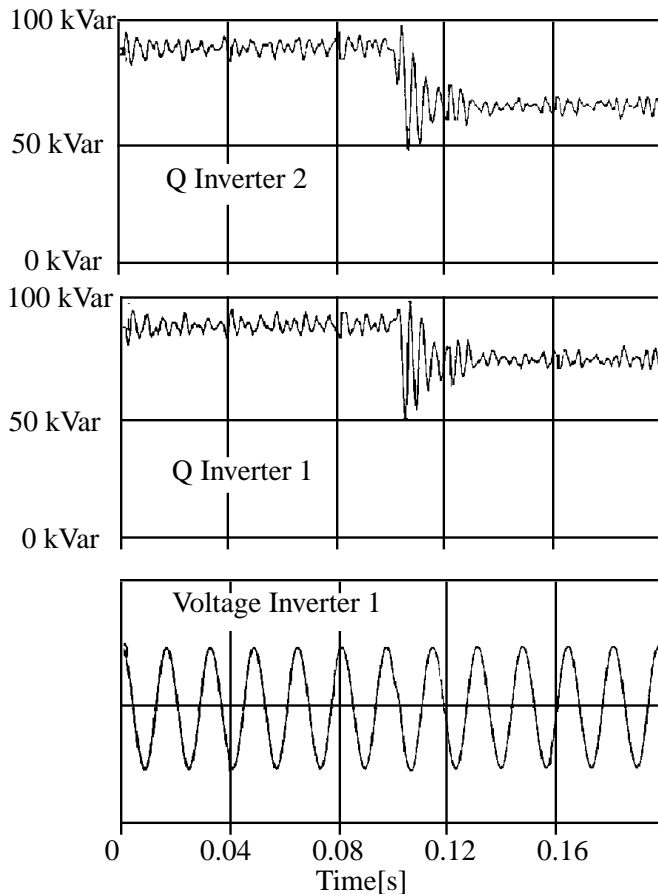 100 kVar
50 kVar
Q Inverter 2
0 kVar
100 kVar
50 kVar
Q Inverter 1
0 kVar
Voltage Inverter 1
0 0.04 0.08 0.12 0.16
Time[s]